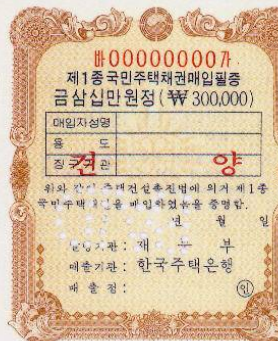 바00000000가
제1종국민주택채권매입필증
금삼십만원정(₩ 300,000)
매입자성명
용 도
징구기관
견 양
위와 같이 주택건설촉진법에 의거 제1종
국민주택채권을 매입하였음을 증명함.
년 월 일
발행기관: 재 무 부
매출기관: 한국주택은행
매 출 점: ㊞